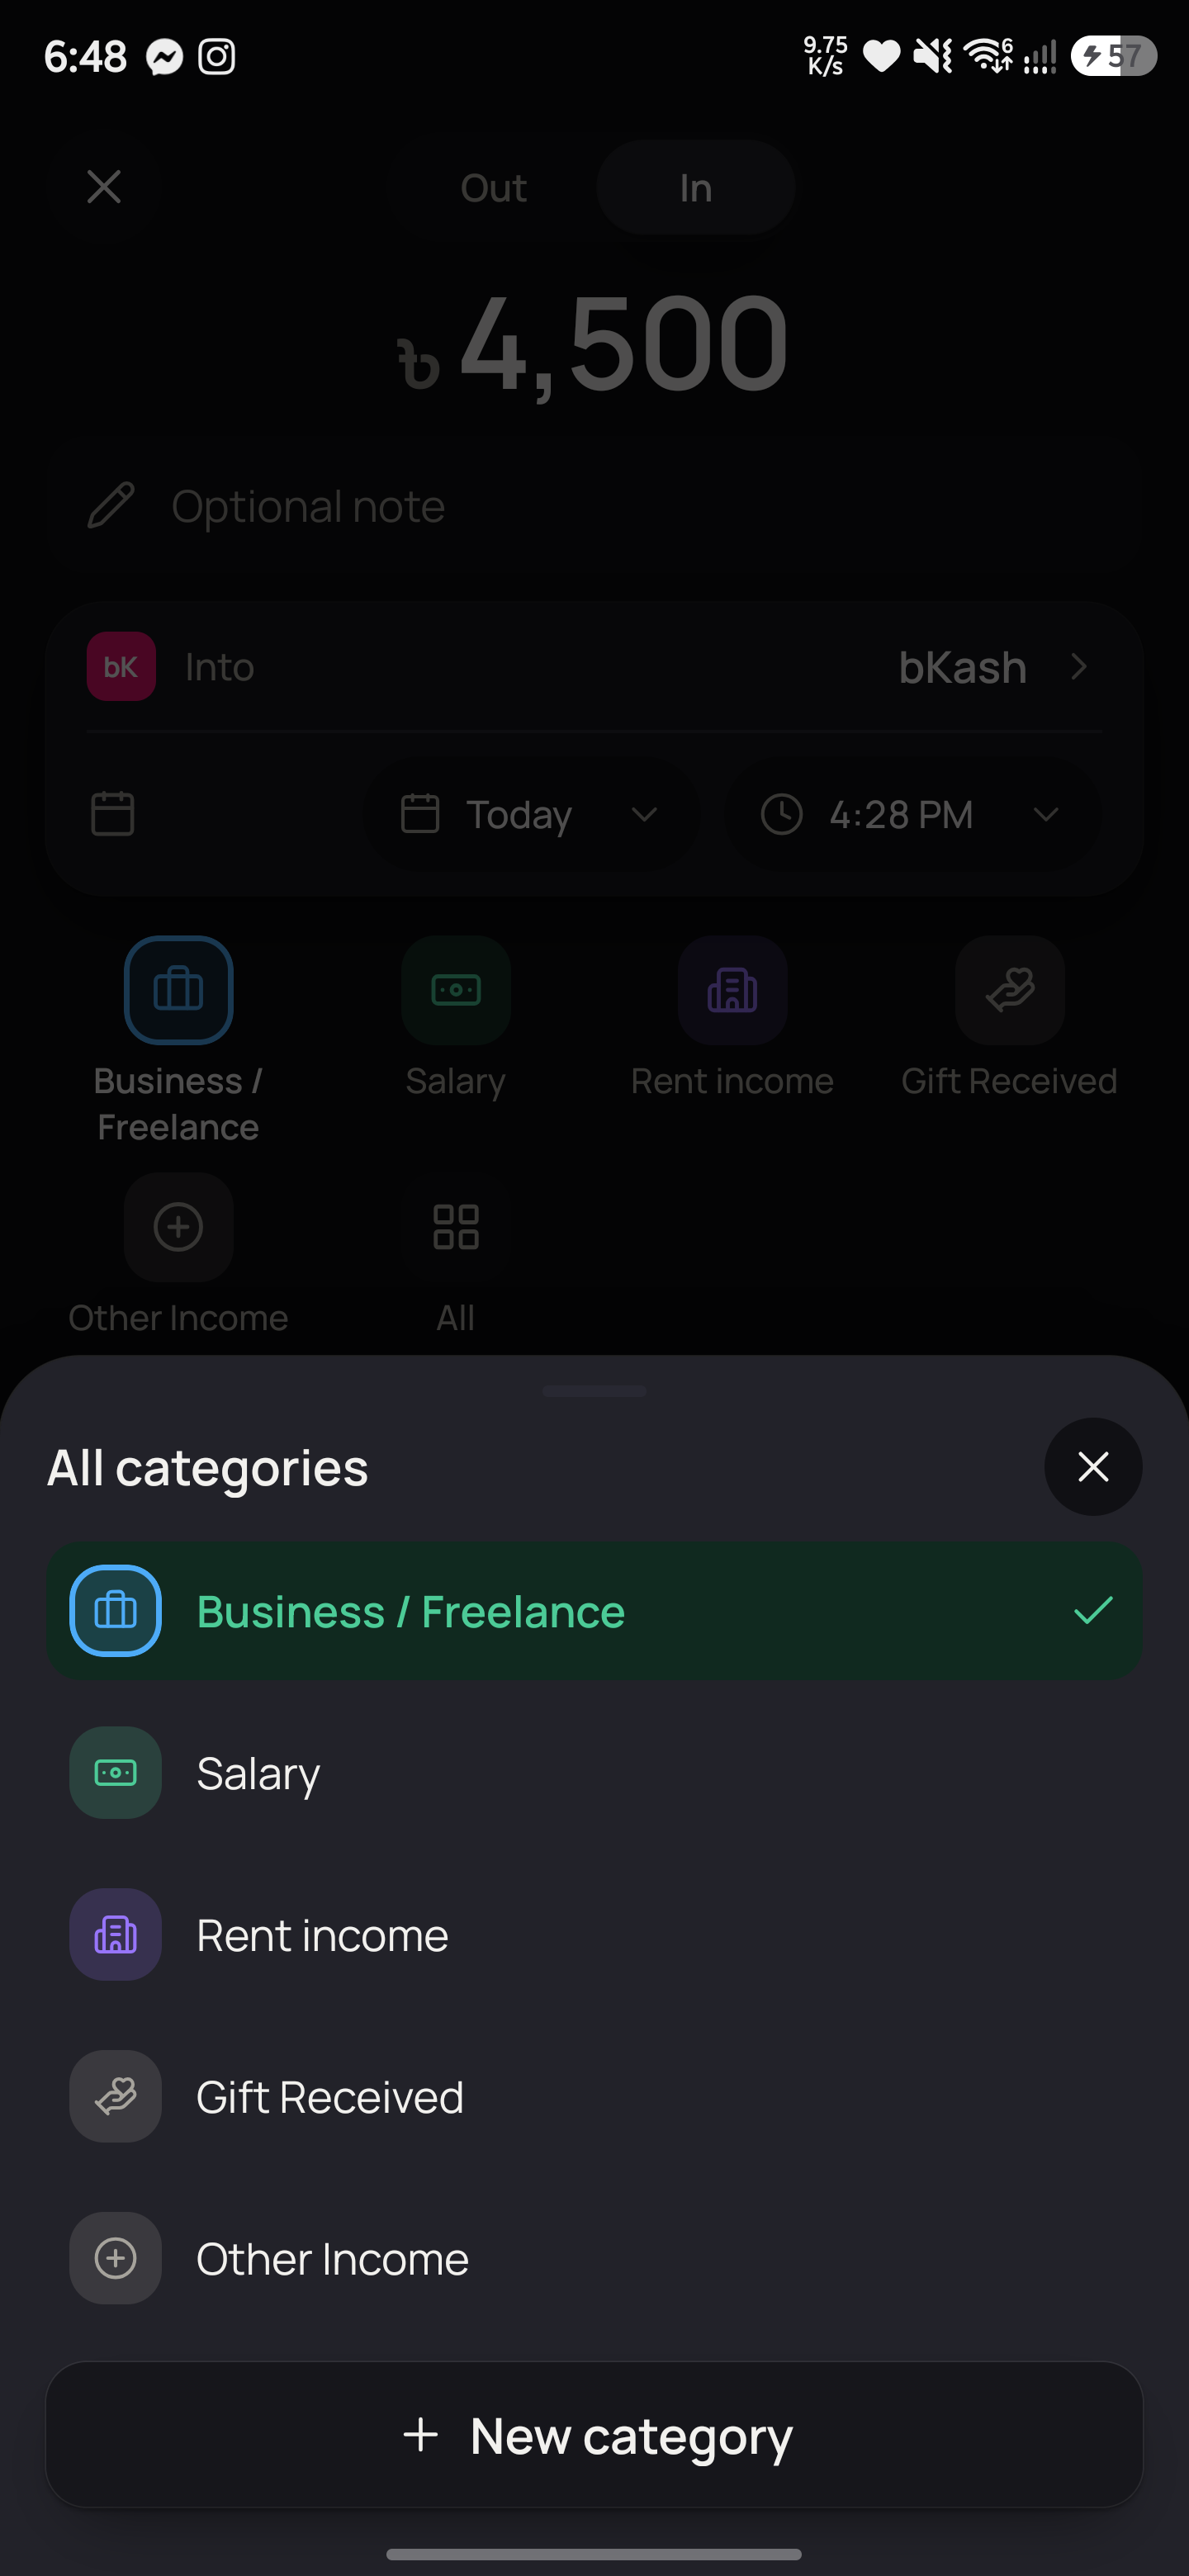 6:48
9.75
K/s
6
57
Out
In
৳ 4,500
Optional note
bK
Into
bKash
Today
4:28 PM
Business /
Freelance
Salary
Rent income
Gift Received
Other Income
All
All categories
Business / Freelance
Salary
Rent income
Gift Received
Other Income
New category